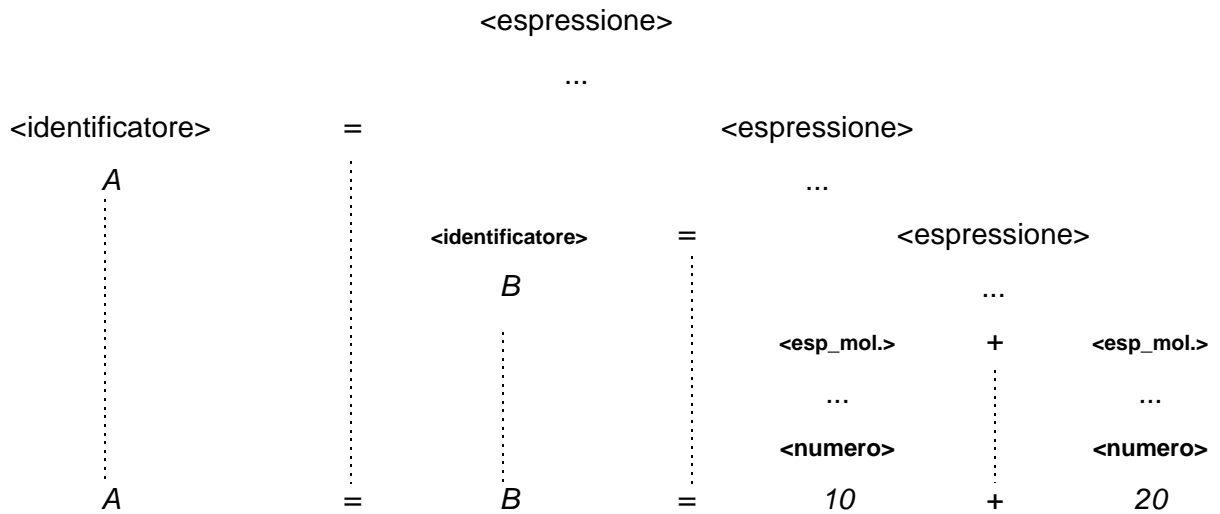 <espressione>
...
<identificatore> = <espressione>
A ...
<identificatore> = <espressione>
B ...
<esp_mol.> + <esp_mol.>
... ...
<numero> <numero>
A = B = 10 + 20